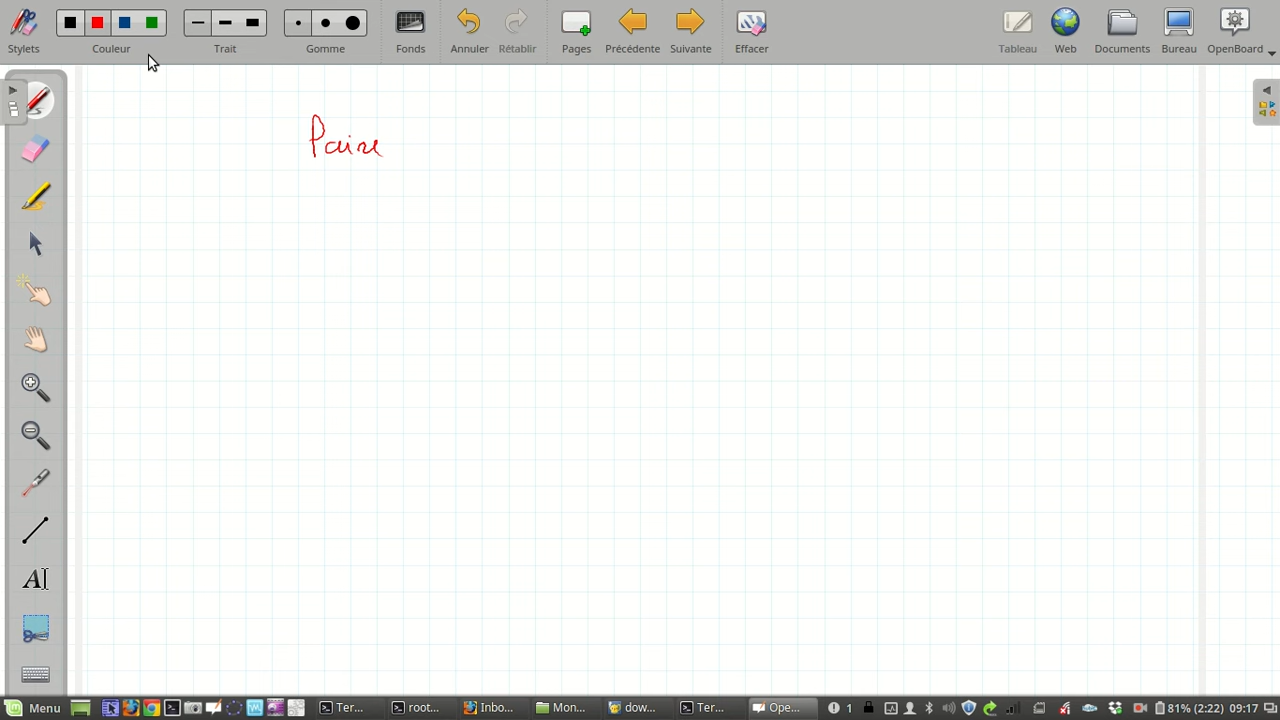 Stylets
Couleur
Trait
Gomme
Fonds
Annuler
Rétablir
Pages
Précédente
Suivante
Effacer
Tableau
Web
Documents
Bureau
OpenBoard
Paire
Menu
Ter...
root...
Inbo...
Mon...
dow...
Ter...
Ope...
1
81% (2:22)
09:17